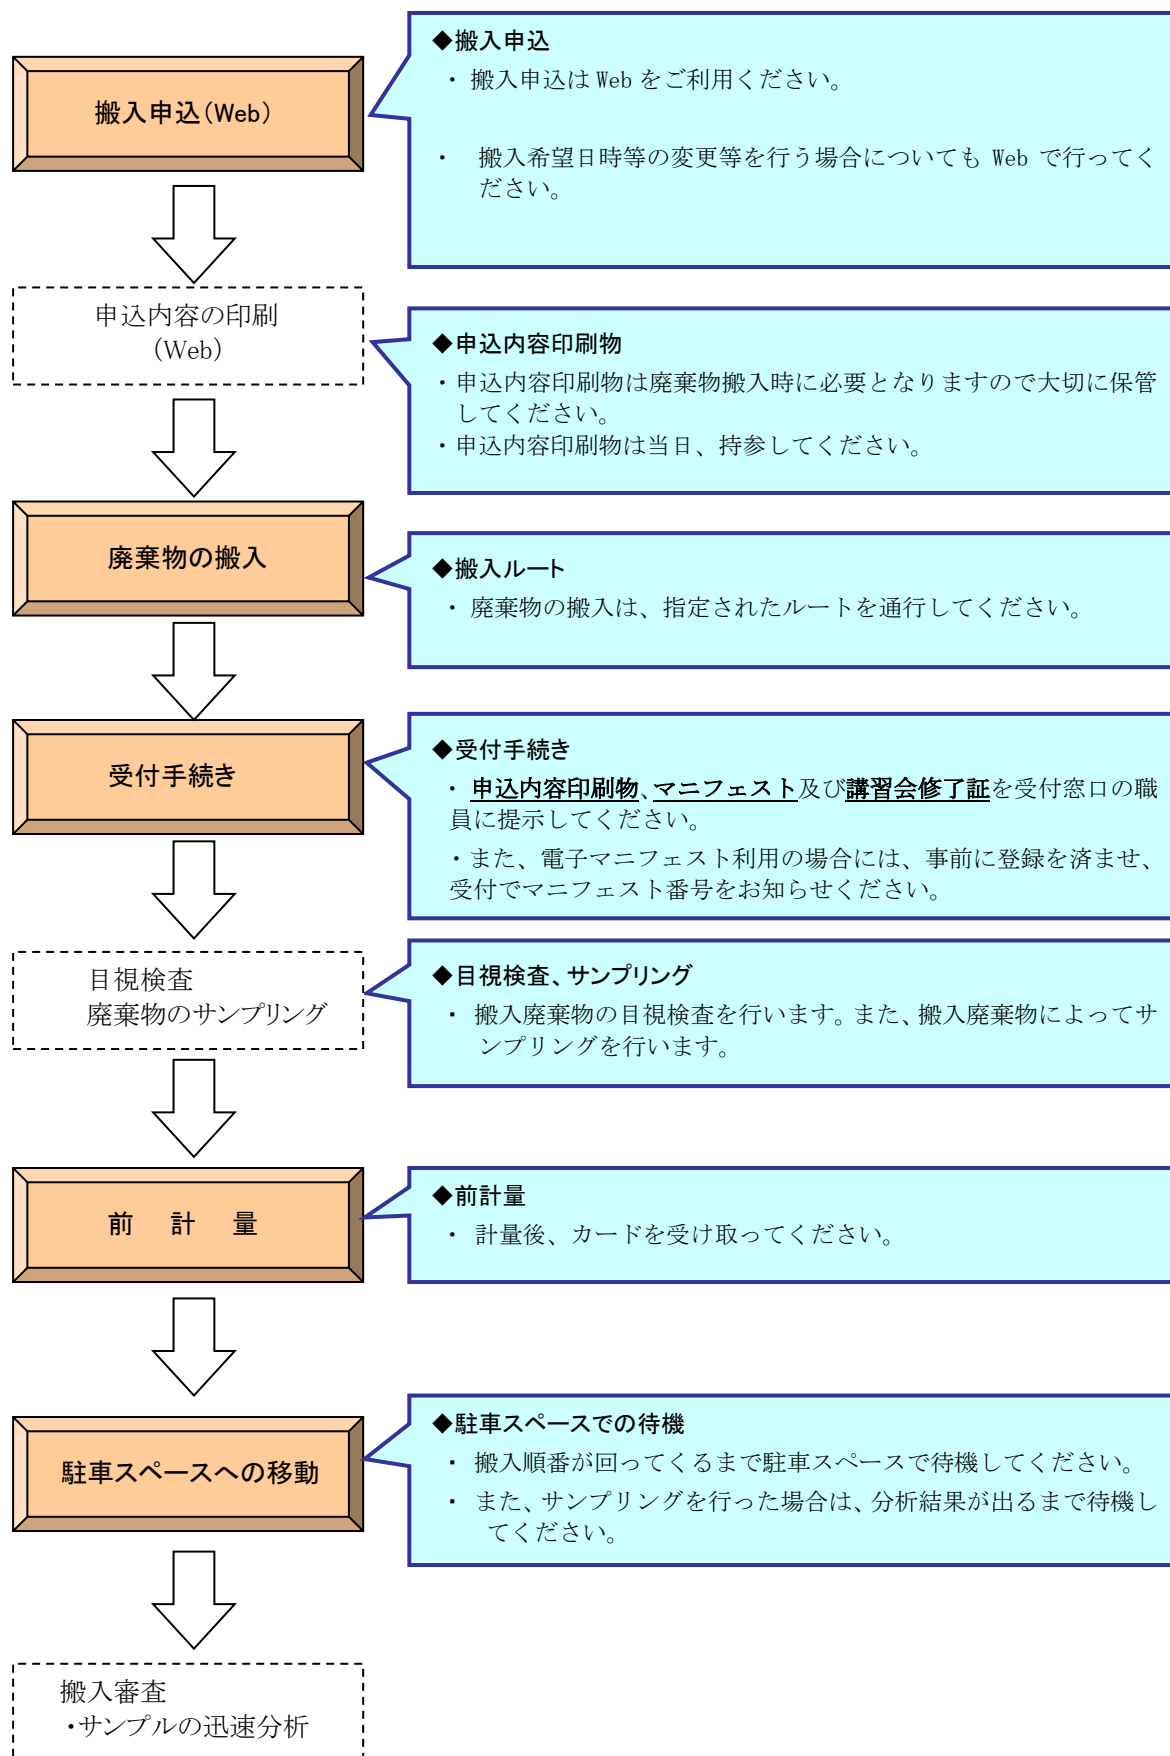 搬入申込（Web）
◆搬入申込
・ 搬入申込は Web をご利用ください。
・ 搬入希望日時等の変更等を行う場合についても Web で行ってく
ださい。
申込内容の印刷
（Web）
◆申込内容印刷物
・申込内容印刷物は廃棄物搬入時に必要となりますので大切に保管
してください。
・申込内容印刷物は当日、持参してください。
廃棄物の搬入
◆搬入ルート
・ 廃棄物の搬入は、指定されたルートを通行してください。
受付手続き
◆受付手続き
・ 申込内容印刷物、マニフェスト及び講習会修了証を受付窓口の職
員に提示してください。
・また、電子マニフェスト利用の場合には、事前に登録を済ませ、
受付でマニフェスト番号をお知らせください。
目視検査
廃棄物のサンプリング
◆目視検査、サンプリング
・ 搬入廃棄物の目視検査を行います。また、搬入廃棄物によってサ
ンプリングを行います。
前 計 量
◆前計量
・ 計量後、カードを受け取ってください。
駐車スペースへの移動
◆駐車スペースでの待機
・ 搬入順番が回ってくるまで駐車スペースで待機してください。
・ また、サンプリングを行った場合は、分析結果が出るまで待機し
てください。
搬入審査
・サンプルの迅速分析